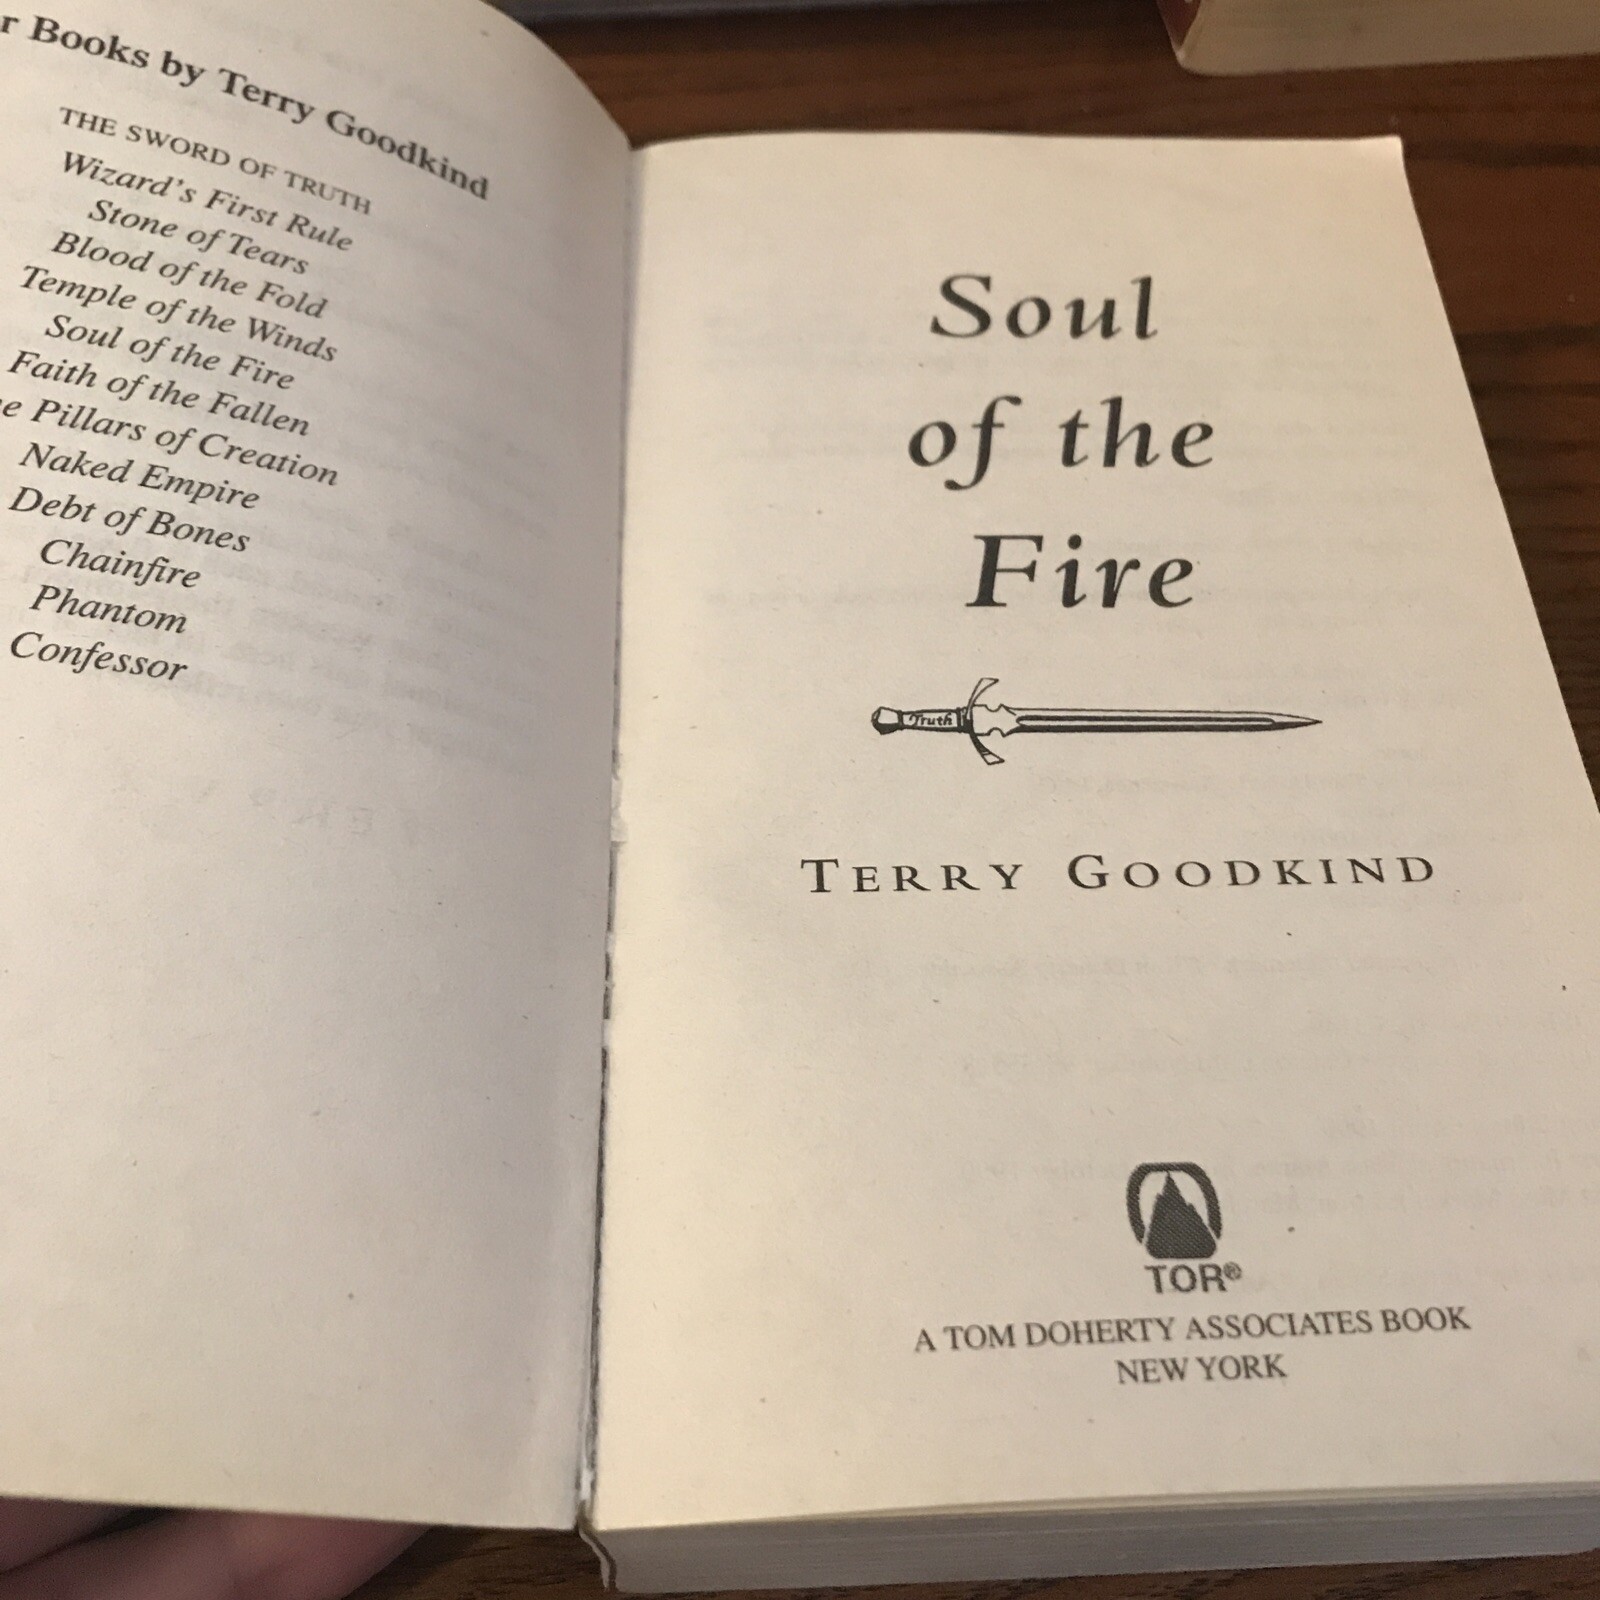 r Books by Terry Goodkind
THE SWORD OF TRUTH
Wizard's First Rule
Stone of Tears
Blood of the Fold
Temple of the Winds
Soul of the Fire
Faith of the Fallen
e Pillars of Creation
Naked Empire
Debt of Bones
Chainfire
Phantom
Confessor
Soul
of the
Fire
Truth
TERRY GOODKIND
TOR®
A TOM DOHERTY ASSOCIATES BOOK
NEW YORK